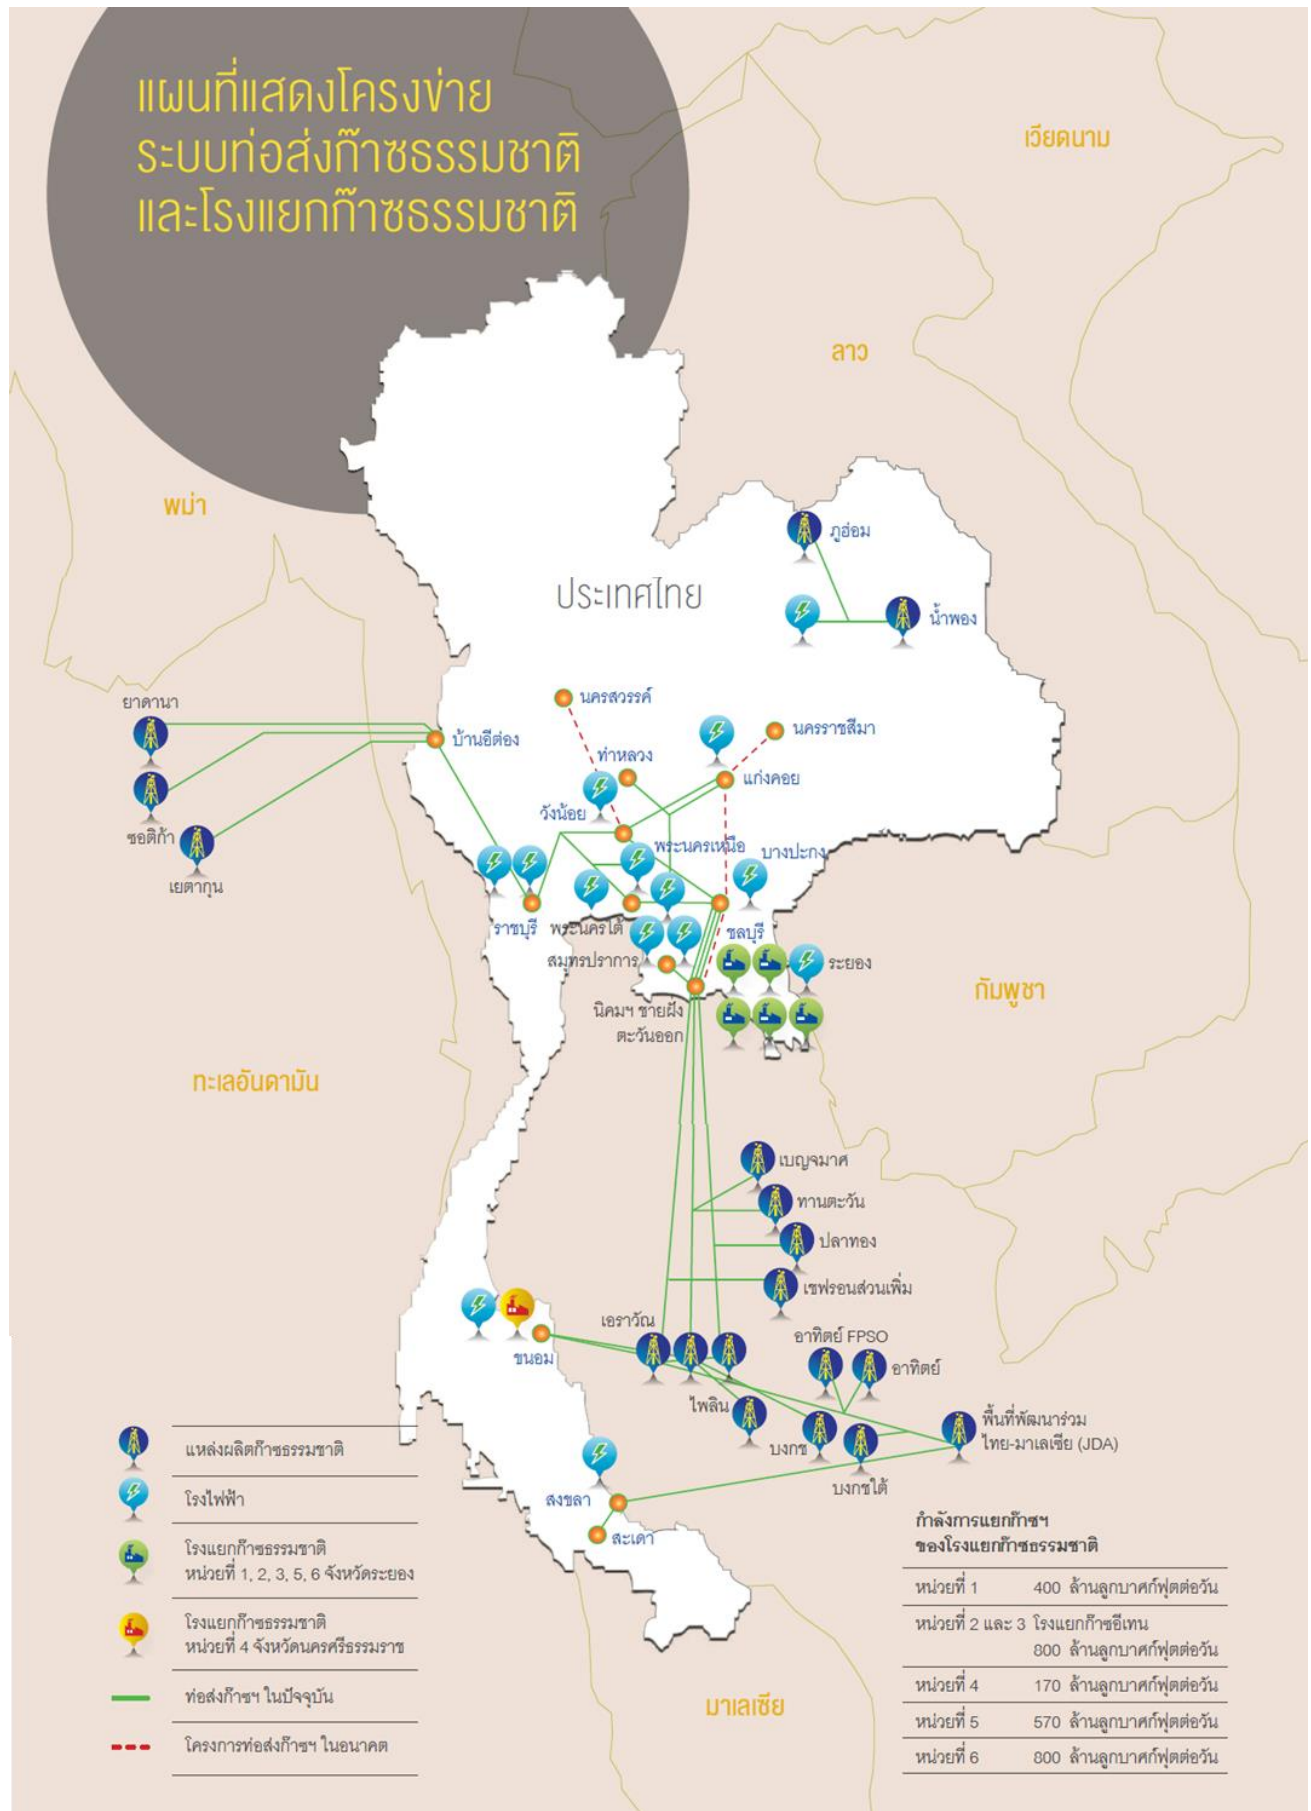 แผนที่แสดงโครงข่าย
ระบบท่อส่งก๊าซธรรมชาติ
และโรงแยกก๊าซธรรมชาติ
เวียดนาม
ลาว
พม่า
ภูฮ่อม
ประเทศไทย
น้ำพอง
ยาดานา
นครสวรรค์
นครราชสีมา
บ้านอีต่อง
ท่าหลวง
แก่งคอย
ซอติก้า
วังน้อย
พระนครเหนือ
บางปะกง
เยตากุน
ราชบุรี
พระนครใต้
ชลบุรี
สมุทรปราการ
ระยอง
กัมพูชา
นิคมฯ ชายฝั่ง
ตะวันออก
ทะเลอันดามัน
เบญจมาศ
ทานตะวัน
ปลาทอง
เชฟรอนส่วนเพิ่ม
เอราวัณ
อาทิตย์ FPSO
อาทิตย์
ขนอม
ไพลิน
บงกช
พื้นที่พัฒนาร่วม
ไทย-มาเลเซีย (JDA)
บงกชใต้
สงขลา
สะเดา
แหล่งผลิตก๊าซธรรมชาติ
โรงไฟฟ้า
โรงแยกก๊าซธรรมชาติ
หน่วยที่ 1, 2, 3, 5, 6 จังหวัดระยอง
โรงแยกก๊าซธรรมชาติ
หน่วยที่ 4 จังหวัดนครศรีธรรมราช
ท่อส่งก๊าซฯ ในปัจจุบัน
โครงการท่อส่งก๊าซฯ ในอนาคต
มาเลเซีย
กำลังการแยกก๊าซฯ
ของโรงแยกก๊าซธรรมชาติ
หน่วยที่ 1 400 ล้านลูกบาศก์ฟุตต่อวัน
หน่วยที่ 2 และ 3 โรงแยกก๊าซอีเทน
800 ล้านลูกบาศก์ฟุตต่อวัน
หน่วยที่ 4 170 ล้านลูกบาศก์ฟุตต่อวัน
หน่วยที่ 5 570 ล้านลูกบาศก์ฟุตต่อวัน
หน่วยที่ 6 800 ล้านลูกบาศก์ฟุตต่อวัน